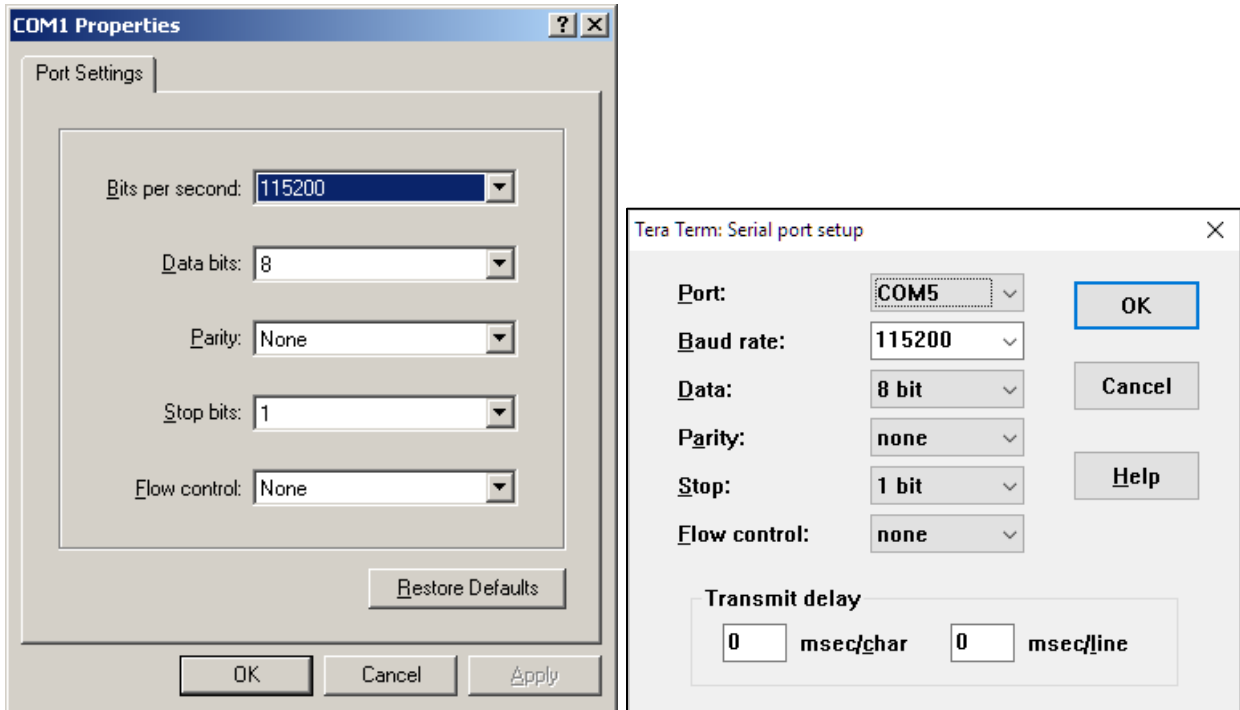 COM1 Properties
Port Settings
Bits per second: 115200
Data bits: 8
Parity: None
Stop bits: 1
Flow control: None
Restore Defaults
OK Cancel Apply
Tera Term: Serial port setup
Port: COM5 OK
Baud rate: 115200
Data: 8 bit Cancel
Parity: none
Stop: 1 bit Help
Flow control: none
Transmit delay
0 msec/char 0 msec/line